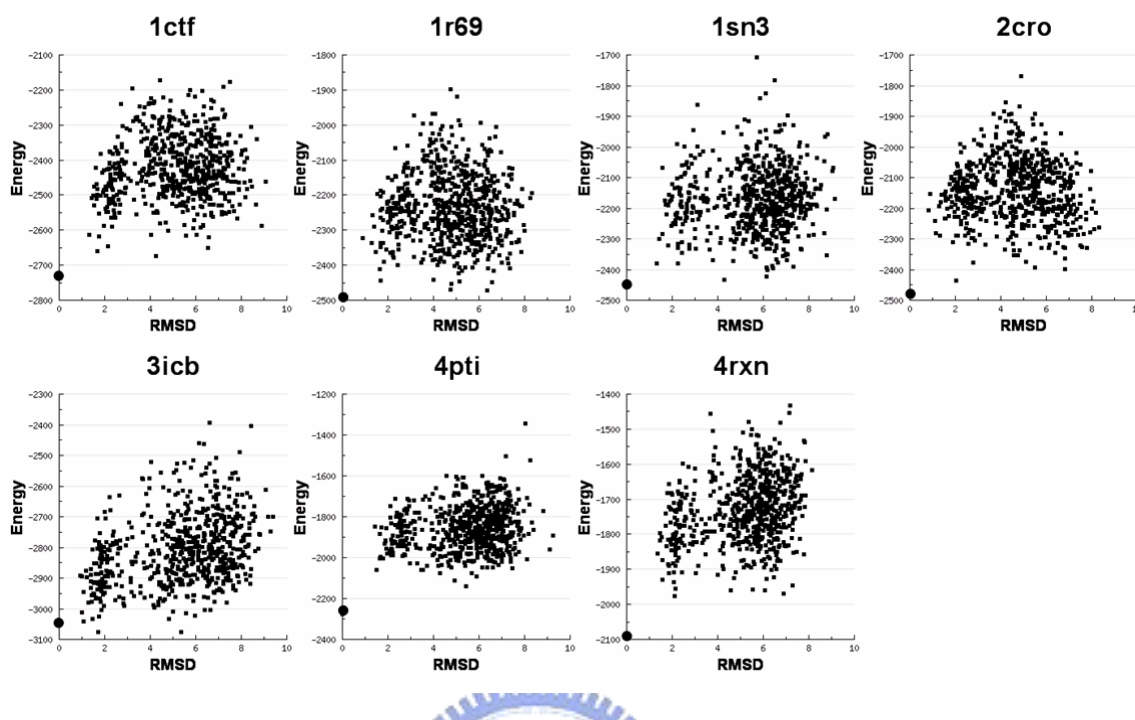 1ctf
1r69
1sn3
2cro
-2100
-2200
-2300
-2400
-2500
-2600
-2700
-2800
Energy
0 2 4 6 8 10
RMSD
-1800
-1900
-2000
-2100
-2200
-2300
-2400
-2500
Energy
0 2 4 6 8 10
RMSD
-1700
-1800
-1900
-2000
-2100
-2200
-2300
-2400
-2500
Energy
0 2 4 6 8 10
RMSD
-1700
-1800
-1900
-2000
-2100
-2200
-2300
-2400
-2500
Energy
0 2 4 6 8
RMSD
3icb
4pti
4rxn
-2300
-2400
-2500
-2600
-2700
-2800
-2900
-3000
-3100
Energy
0 2 4 6 8 10
RMSD
-1200
-1400
-1600
-1800
-2000
-2200
-2400
Energy
0 2 4 6 8 10
RMSD
-1400
-1500
-1600
-1700
-1800
-1900
-2000
-2100
Energy
0 2 4 6 8 10
RMSD